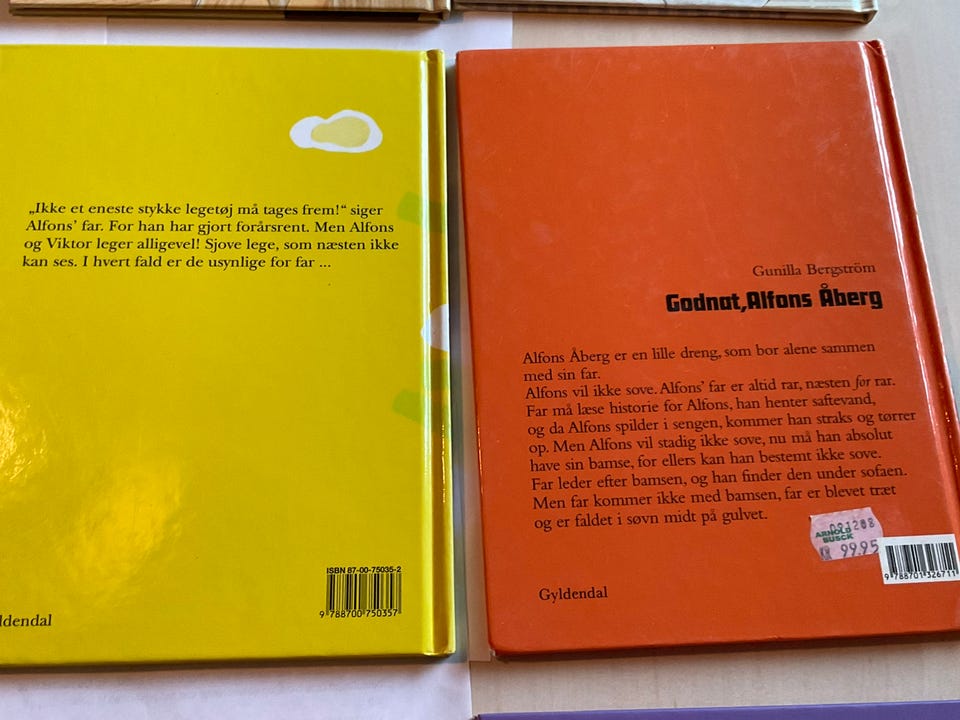 „Ikke et eneste stykke legetøj må tages frem!“ siger
Alfons’ far. For han har gjort forårsrent. Men Alfons
og Viktor leger alligevel! Sjove lege, som næsten ikke
kan ses. I hvert fald er de usynlige for far ...
ISBN 87-00-75035-2
9 788700 750357
ldendal
Gunilla Bergström
Godnat, Alfons Åberg
Alfons Åberg er en lille dreng, som bor alene sammen
med sin far.
Alfons vil ikke sove. Alfons’ far er altid rar, næsten for rar.
Far må læse historie for Alfons, han henter saftevand,
og da Alfons spilder i sengen, kommer han straks og tørrer
op. Men Alfons vil stadig ikke sove, nu må han absolut
have sin bamse, for ellers kan han bestemt ikke sove.
Far leder efter bamsen, og han finder den under sofaen.
Men far kommer ikke med bamsen, far er blevet træt
og er faldet i søvn midt på gulvet.
091208
ARNOLD
BUSCK
KR 99.95
9 788701 326711
Gyldendal